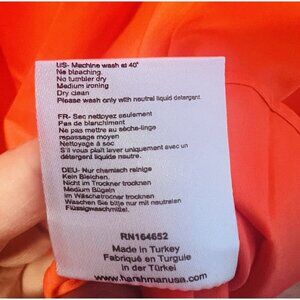 US- Machine wash at 40°
No bleaching
No tumbler dry
Medium ironing
Dry clean
Please wash only with neutral liquid detergent
FR- Sec nettoyez seulement
Pas de blanchiment
Ne pas mettre au sèche-linge
repassage moyen
Nettoyage à soc
S'il vous plaît laver uniquement avec un
détergent liquide neutre.
DEU- Nur chamisch reinige
Kein Bleichen.
Nicht im Trockner trocknen
Medium Bügeln
im Wäschetrockner trocknen
Waschen Sie bitte nur mit neutralen
Flüssigwaschmittel.
RN164652
Made in Turkey
Fabriqué en Turguie
in der Türkei
www.harshmanusa.com